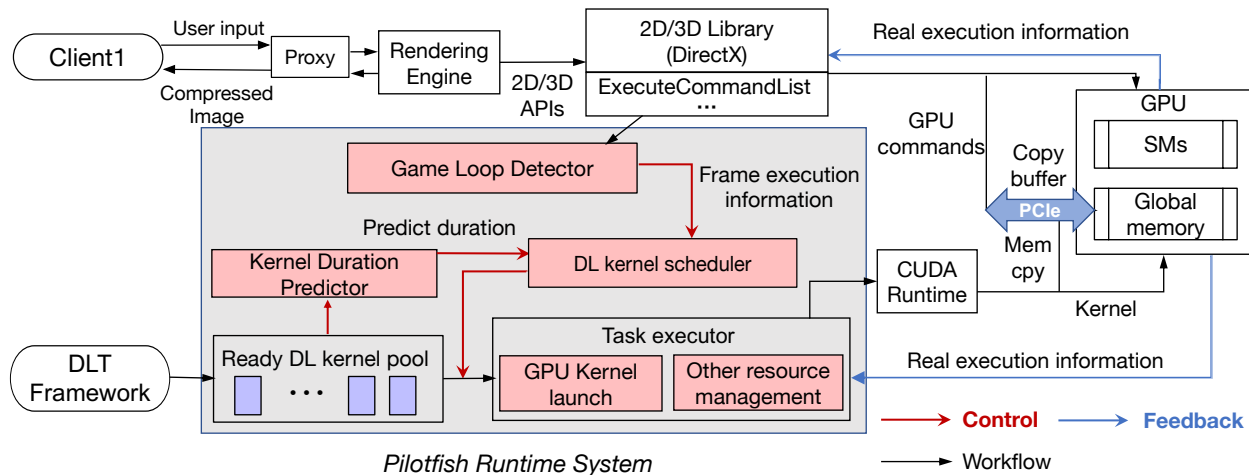 Client1
User input
Compressed
Image
Proxy
Rendering
Engine
2D/3D
APIs
2D/3D Library
(DirectX)
ExecuteCommandList
...
Real execution information
GPU
commands
Copy
buffer
PCIe
Mem
cpy
GPU
SMs
Global
memory
Game Loop Detector
Frame execution
information
Predict duration
Kernel Duration
Predictor
DL kernel scheduler
CUDA
Runtime
Kernel
DLT
Framework
Ready DL kernel pool
...
Task executor
GPU Kernel
launch
Other resource
management
Real execution information
Control
Feedback
Workflow
Pilotfish Runtime System